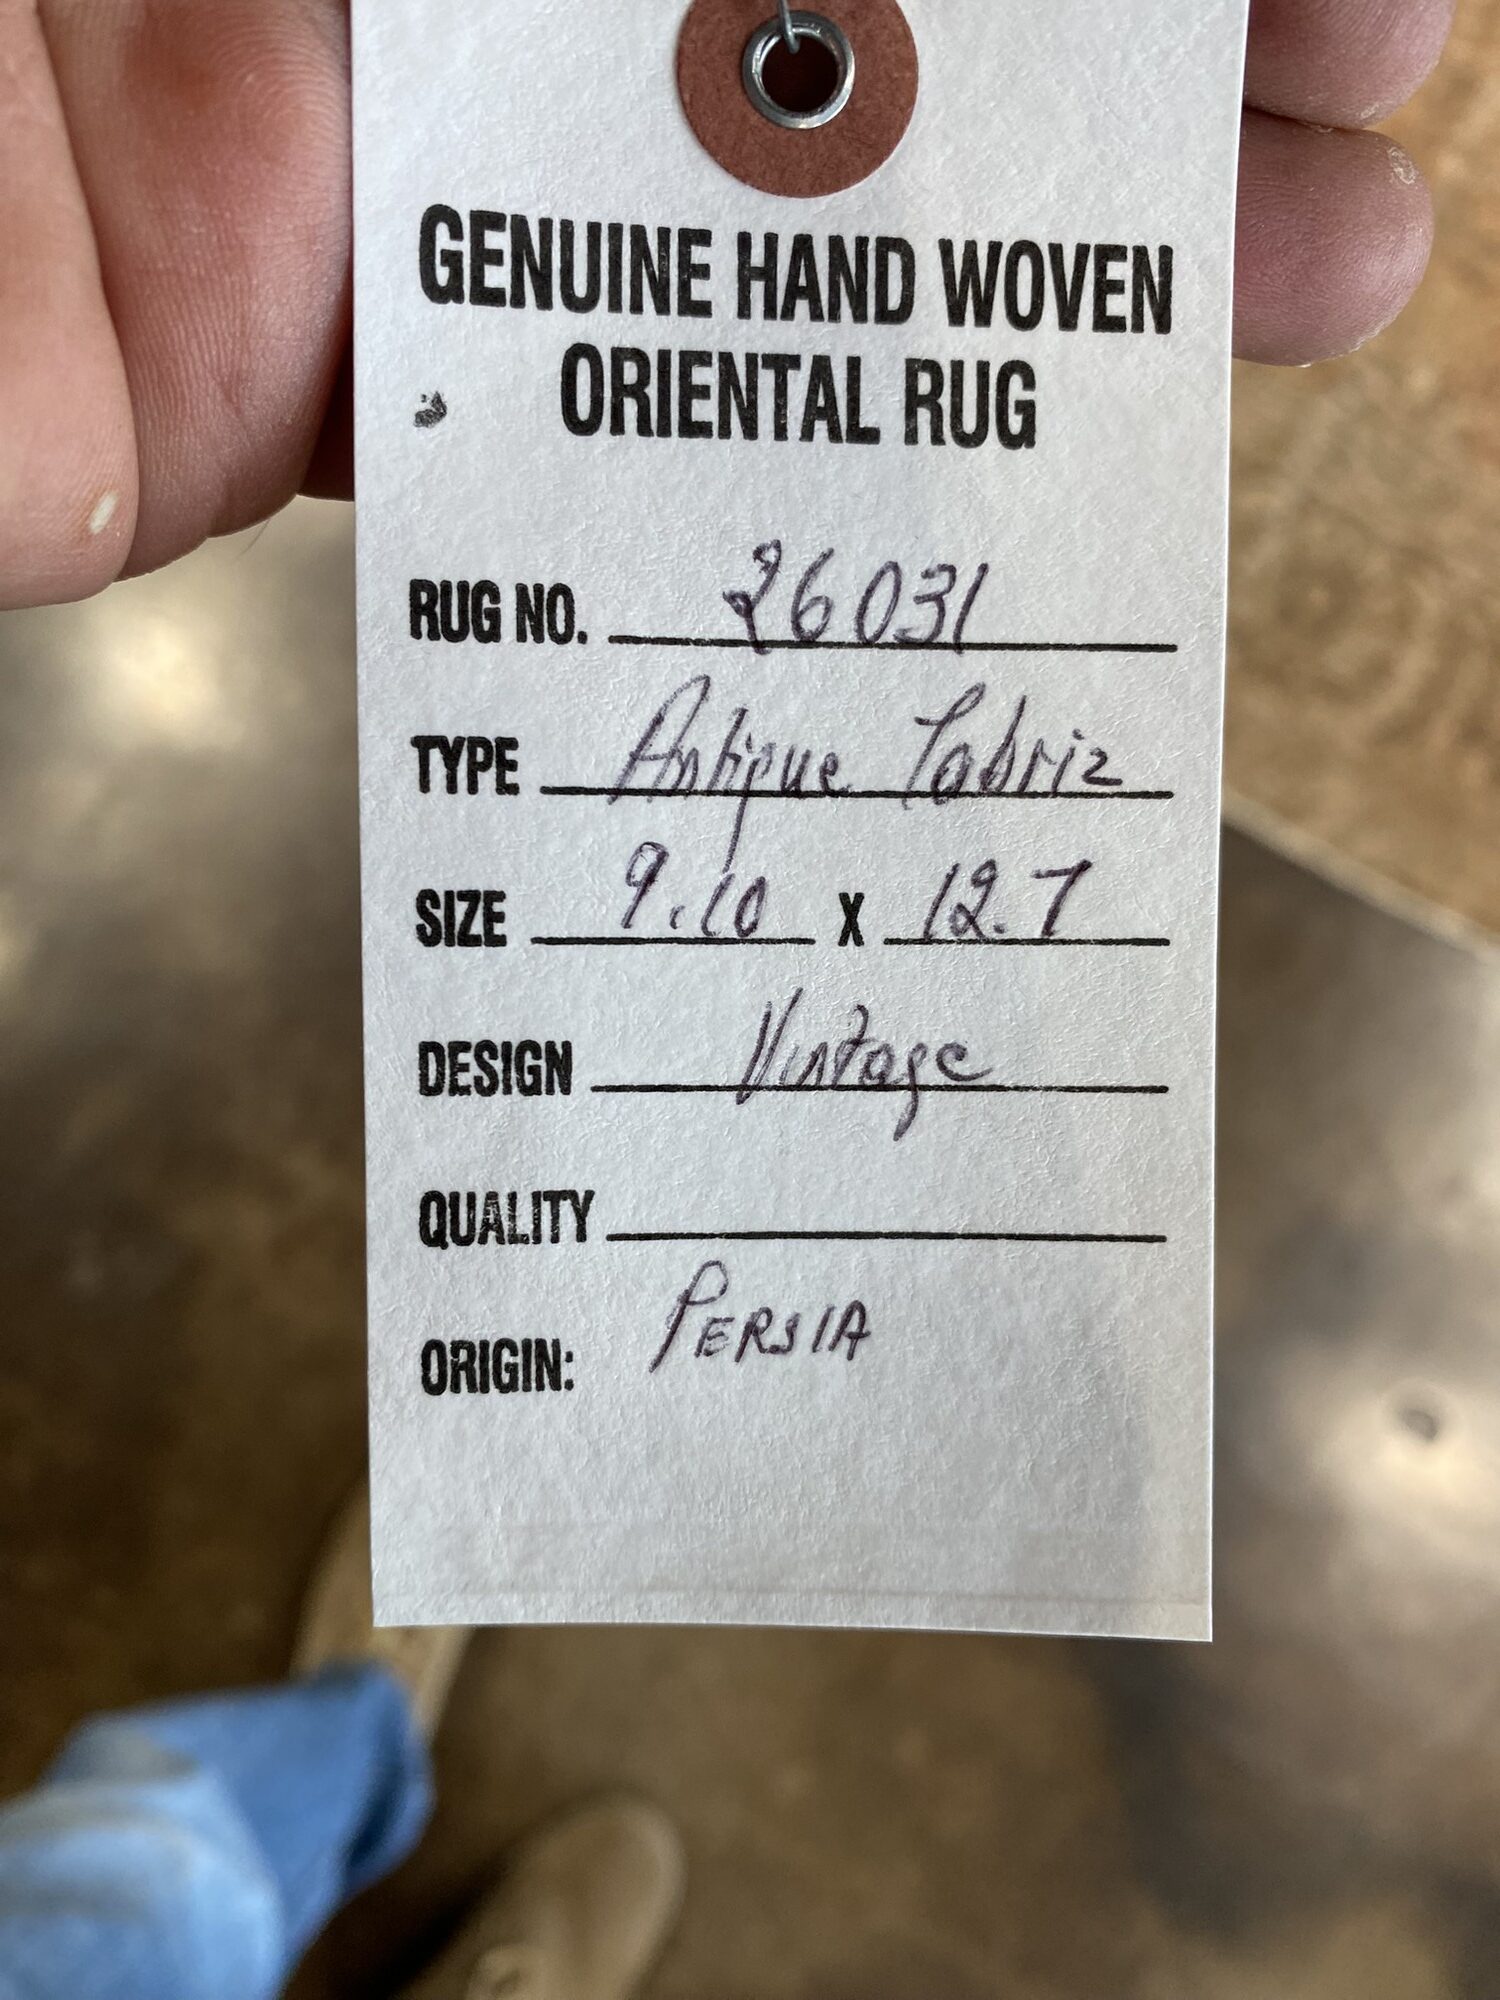 GENUINE HAND WOVEN
ORIENTAL RUG
RUG NO. 26031
TYPE Antique Tabriz
SIZE 9.10 X 12.7
DESIGN Vintage
QUALITY
ORIGIN: PERSIA